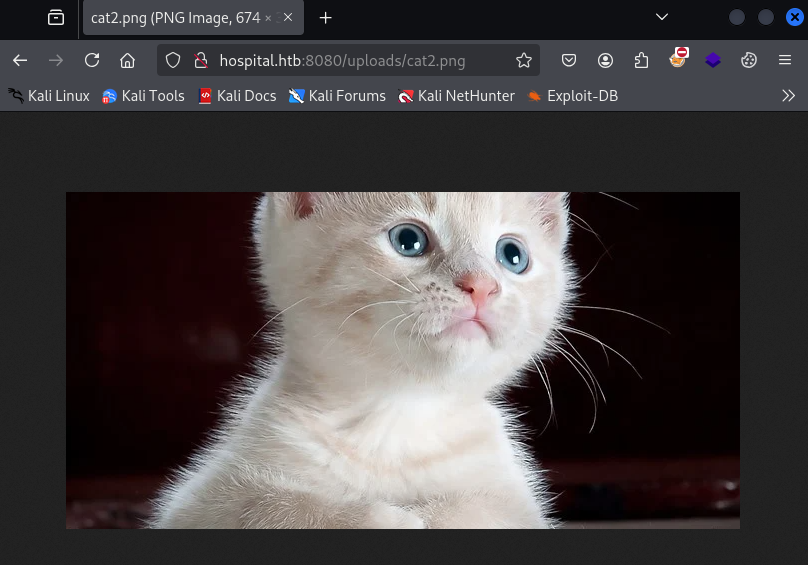 cat2.png (PNG Image, 674 ×
hospital.htb:8080/uploads/cat2.png
Kali Linux Kali Tools Kali Docs Kali Forums Kali NetHunter Exploit-DB